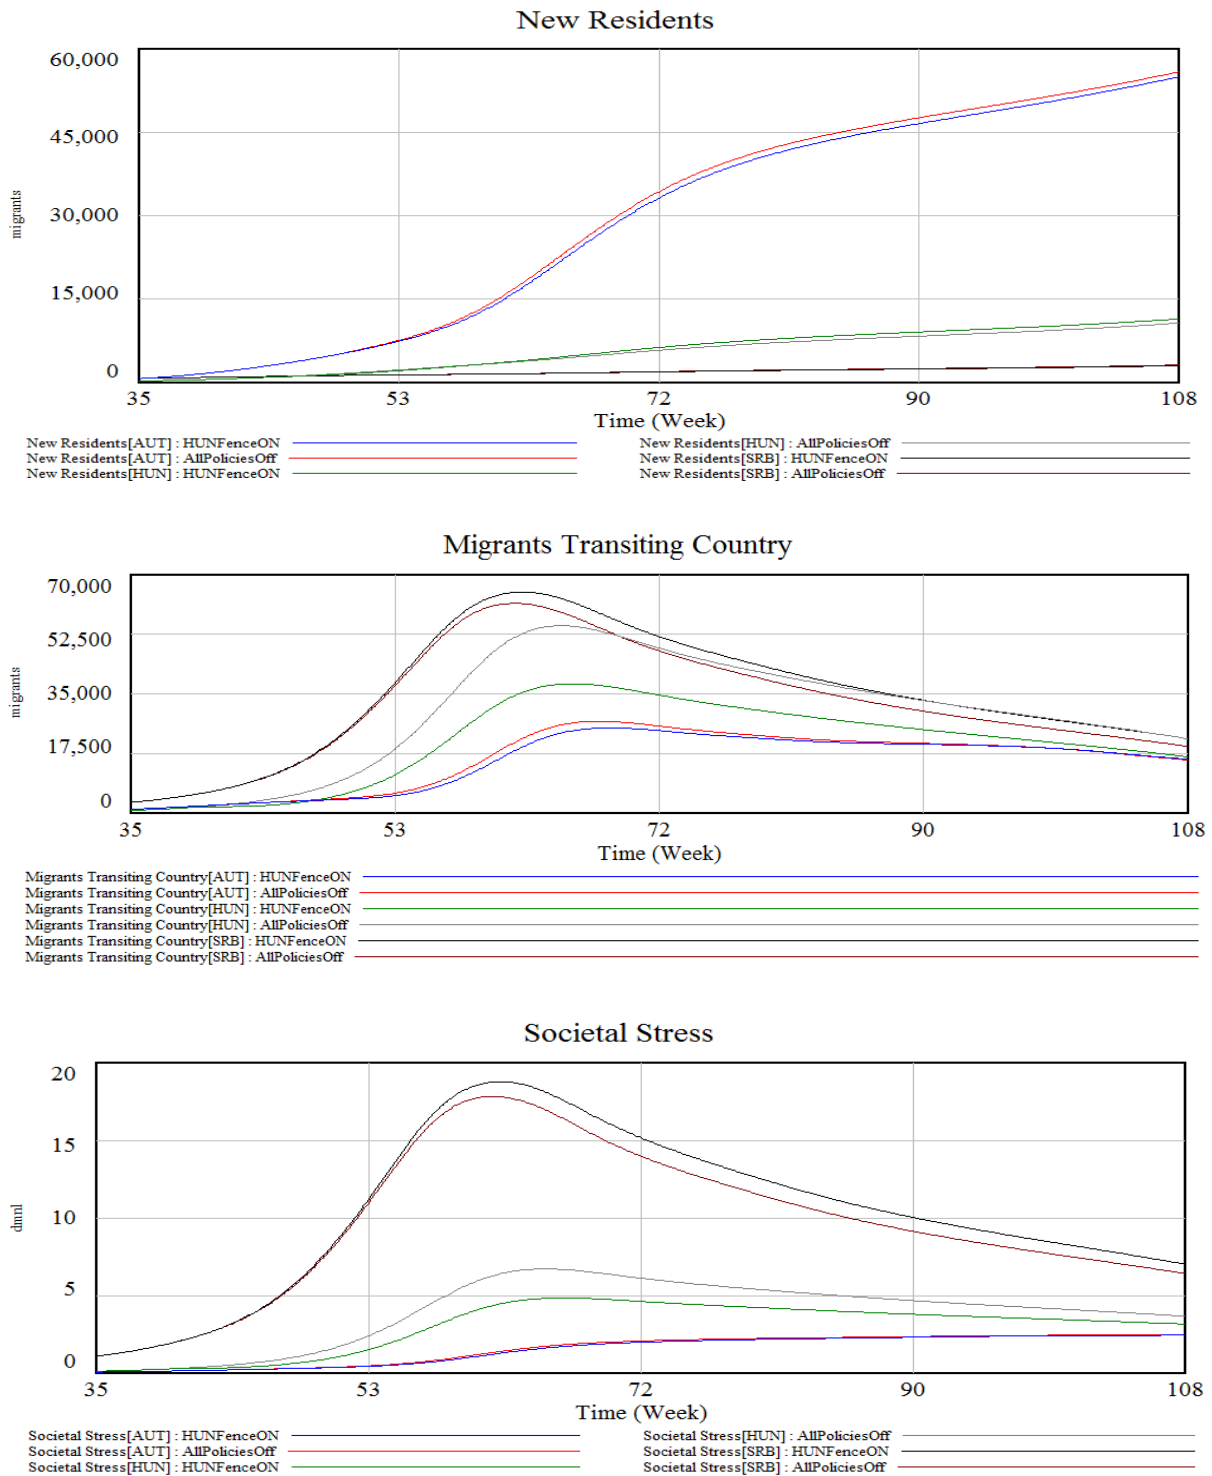 New Residents
60,000
45,000
30,000
15,000
0
migrants
35 53 72 90 108
Time (Week)
New Residents[AUT] : HUNFenceON New Residents[HUN] : AllPoliciesOff
New Residents[AUT] : AllPoliciesOff New Residents[SRB] : HUNFenceON
New Residents[HUN] : HUNFenceON New Residents[SRB] : AllPoliciesOff
Migrants Transiting Country
70,000
52,500
35,000
17,500
0
migrants
35 53 72 90 108
Time (Week)
Migrants Transiting Country[AUT] : HUNFenceON
Migrants Transiting Country[AUT] : AllPoliciesOff
Migrants Transiting Country[HUN] : HUNFenceON
Migrants Transiting Country[HUN] : AllPoliciesOff
Migrants Transiting Country[SRB] : HUNFenceON
Migrants Transiting Country[SRB] : AllPoliciesOff
Societal Stress
20
15
10
5
0
dmnl
35 53 72 90 108
Time (Week)
Societal Stress[AUT] : HUNFenceON Societal Stress[HUN] : AllPoliciesOff
Societal Stress[AUT] : AllPoliciesOff Societal Stress[SRB] : HUNFenceON
Societal Stress[HUN] : HUNFenceON Societal Stress[SRB] : AllPoliciesOff